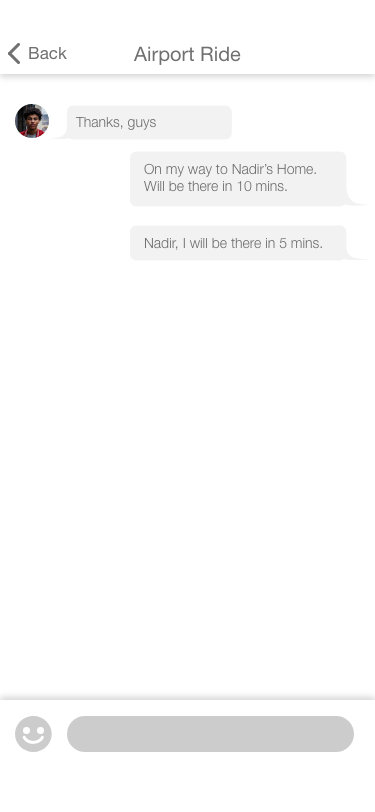 Back
Airport Ride
Thanks, guys
On my way to Nadir's Home.
Will be there in 10 mins.
Nadir, I will be there in 5 mins.